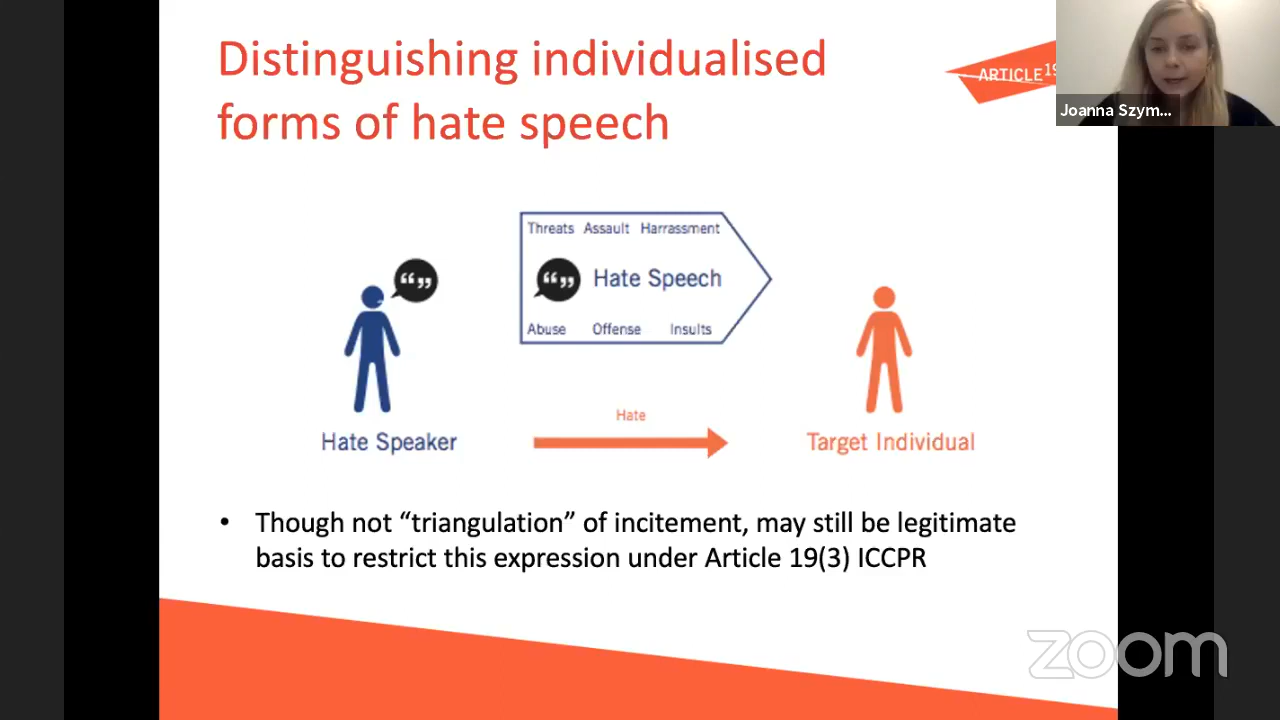 Distinguishing individualised
forms of hate speech
ARTICLE 19
Joanna Szym...
Threats Assault Harrassment
“„ Hate Speech
Abuse Offense Insults
Hate
Hate Speaker
Target Individual
• Though not “triangulation” of incitement, may still be legitimate
basis to restrict this expression under Article 19(3) ICCPR
zoom